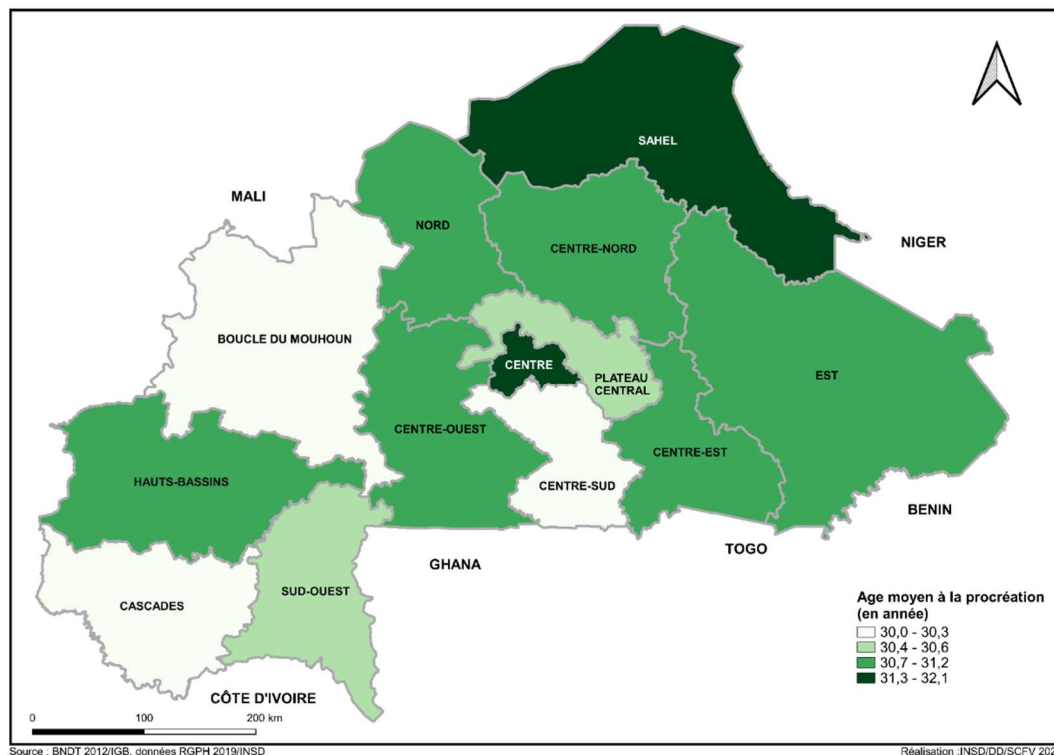 SAHEL
MALI
NORD
NIGER
CENTRE-NORD
BOUCLE DU MOUHOUN
CENTRE
EST
PLATEAU
CENTRAL
CENTRE-OUEST
CENTRE-EST
HAUTS-BASSINS
CENTRE-SUD
BENIN
TOGO
GHANA
SUD-OUEST
CASCADES
CÔTE D'IVOIRE
Age moyen à la procréation
(en année)
30,0 - 30,3
30,4 - 30,6
30,7 - 31,2
31,3 - 32,1
0 100 200 km
Source : BNDT 2012/IGB, données RGPH 2019/INSD
Réalisation :INSD/DD/SCFV 202